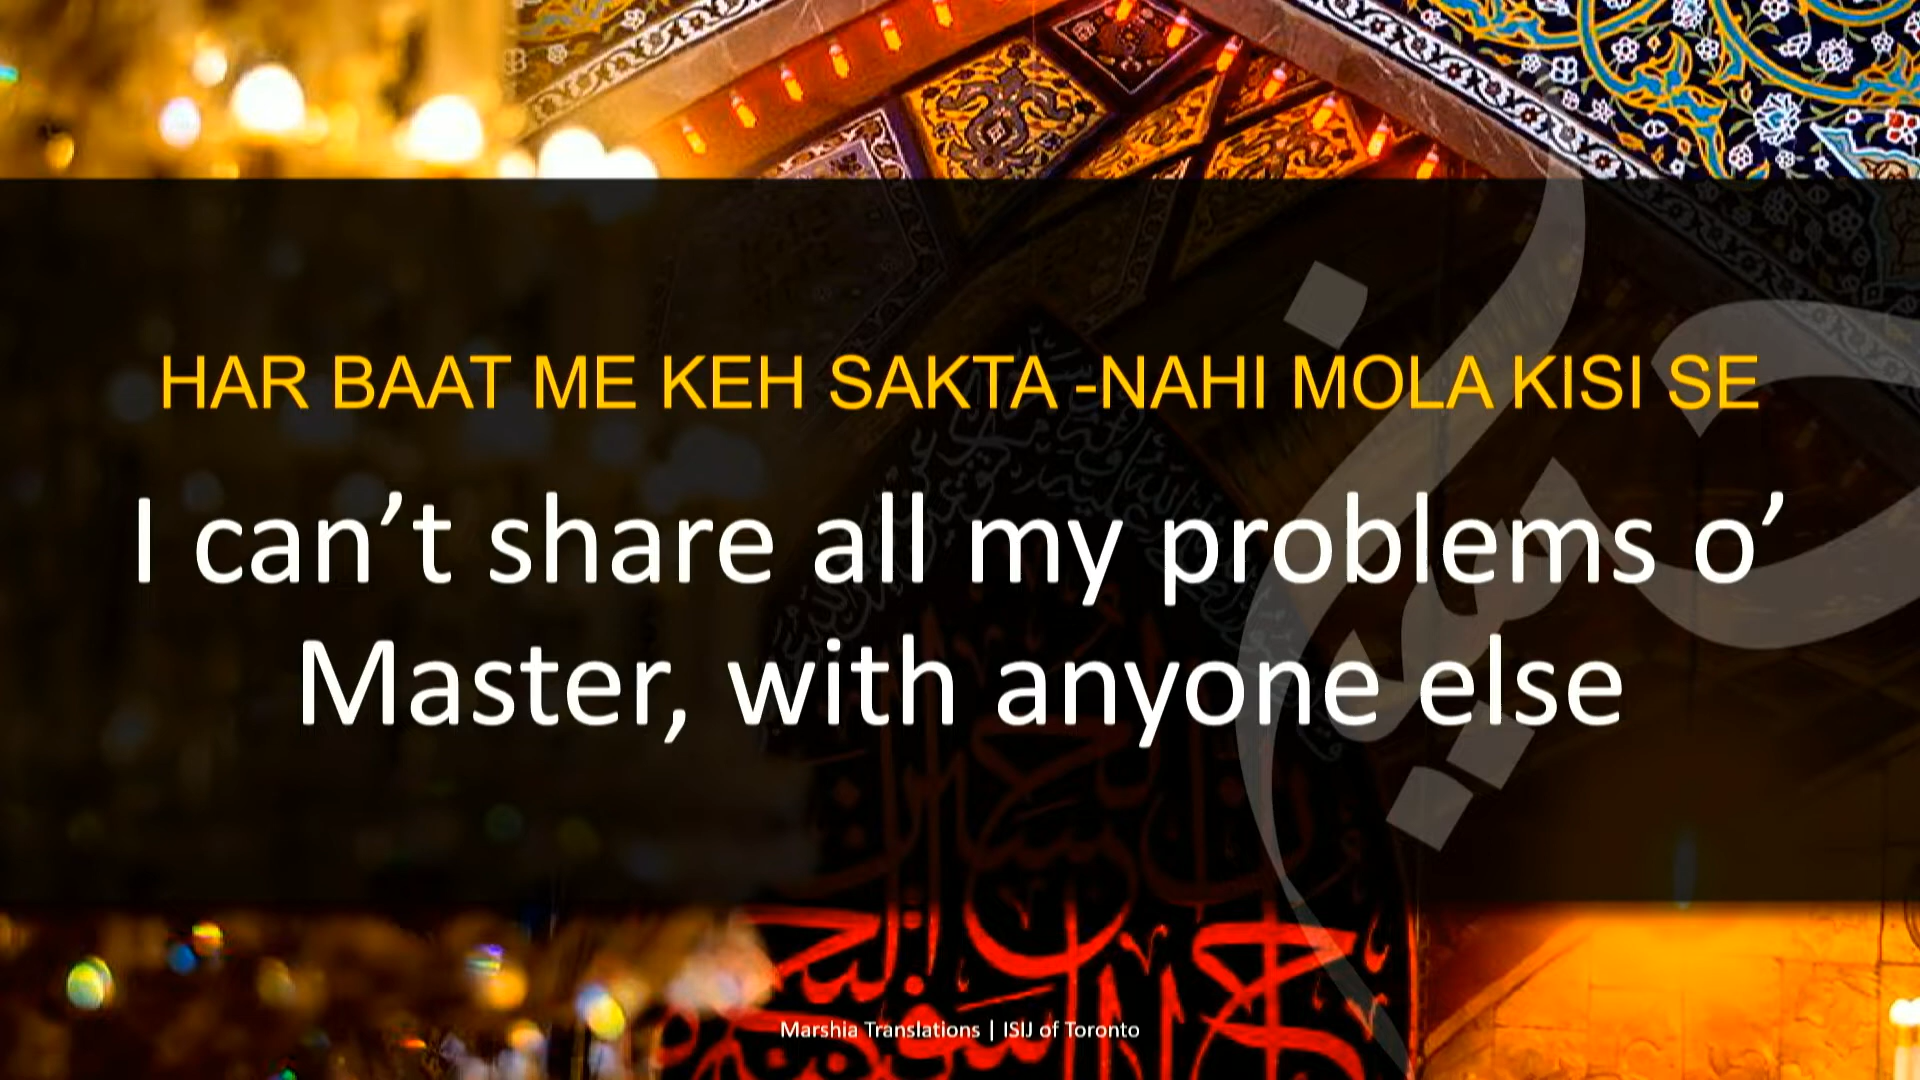 HAR BAAT ME KEH SAKTA -NAHI MOLA KISI SE
I can’t share all my problems o’
Master, with anyone else
حسین
Marshia Translations | ISIJ of Toronto